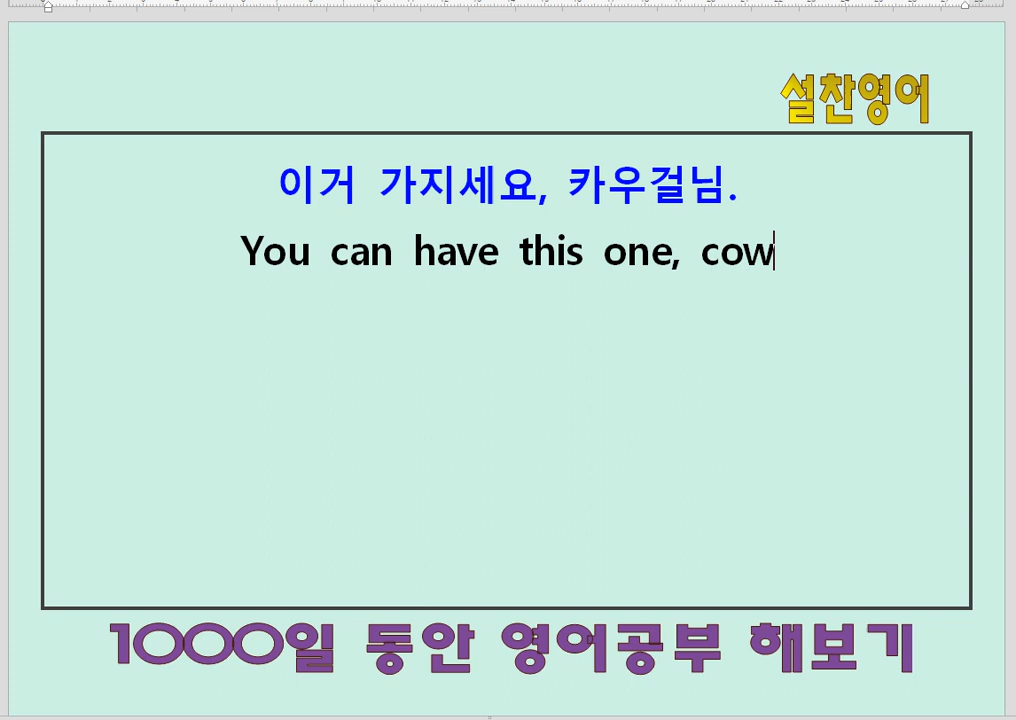 설찬영어
이거 가지세요, 카우걸님.
You can have this one, cow
1000일 동안 영어공부 해보기